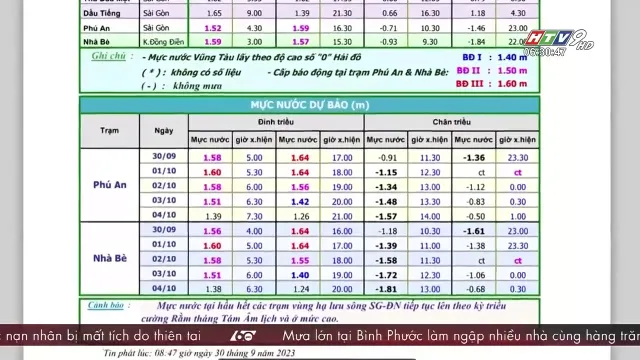 Dầu Tiếng Sài Gòn 1.65 9.00 1.39 21.30 0.66 16.30 1.18 4.30
Phú An Sài Gòn 1.52 4.30 1.59 16.30 -0.71 10.30 -1.46 23.00
Nhà Bè K.Đồng Điền 1.59 3.00 1.57 15.30 -0.93 9.30 -1.84 22.00
HTV9 HD
06:30:47
Ghi chú : - Mực nước Vũng Tàu lấy theo độ cao số "0" Hải đồ BĐ I : 1.40 m
( * ) : không có số liệu - Cấp báo động tại trạm Phú An & Nhà Bè: BĐ II : 1.50 m
( - ) : không mưa BĐ III : 1.60 m
MỰC NƯỚC DỰ BÁO (m)
Trạm Ngày Đỉnh triều Chân triều
Mực nước giờ x.hiện Mực nước giờ x.hiện Mực nước giờ x.hiện Mực nước giờ x.hiện
Phú An
30/09 1.58 5.00 1.64 17.00 -0.91 11.30 -1.36 23.30
01/10 1.60 5.30 1.64 18.00 -1.15 12.30 ct ct
02/10 1.58 6.00 1.56 19.00 -1.34 13.00 -1.12 0.00
03/10 1.51 6.30 1.42 20.00 -1.48 13.00 -0.83 0.30
04/10 1.39 7.30 1.26 21.00 -1.57 14.00 -0.50 1.00
Nhà Bè
30/09 1.56 4.00 1.64 16.00 -1.18 10.30 -1.61 23.00
01/10 1.60 5.00 1.64 17.00 -1.39 11.00 -1.38 23.30
02/10 1.58 5.30 1.55 18.00 -1.58 11.30 ct ct
03/10 1.51 6.00 1.40 19.00 -1.72 12.30 -1.06 0.00
04/10 1.38 6.30 1.24 20.00 -1.81 13.00 -0.68 0.30
Cảnh báo : Mực nước tại hầu hết các trạm vùng hạ lưu sông SG-ĐN tiếp tục lên theo kỳ triều
cường Rằm tháng Tám Âm lịch và ở mức cao.
nạn nhân bị mất tích do thiên tai 60 Mưa lớn tại Bình Phước làm ngập nhiều nhà cùng hàng
Tin phát lúc: 08:47 giờ ngày 30 tháng 9 năm 2023